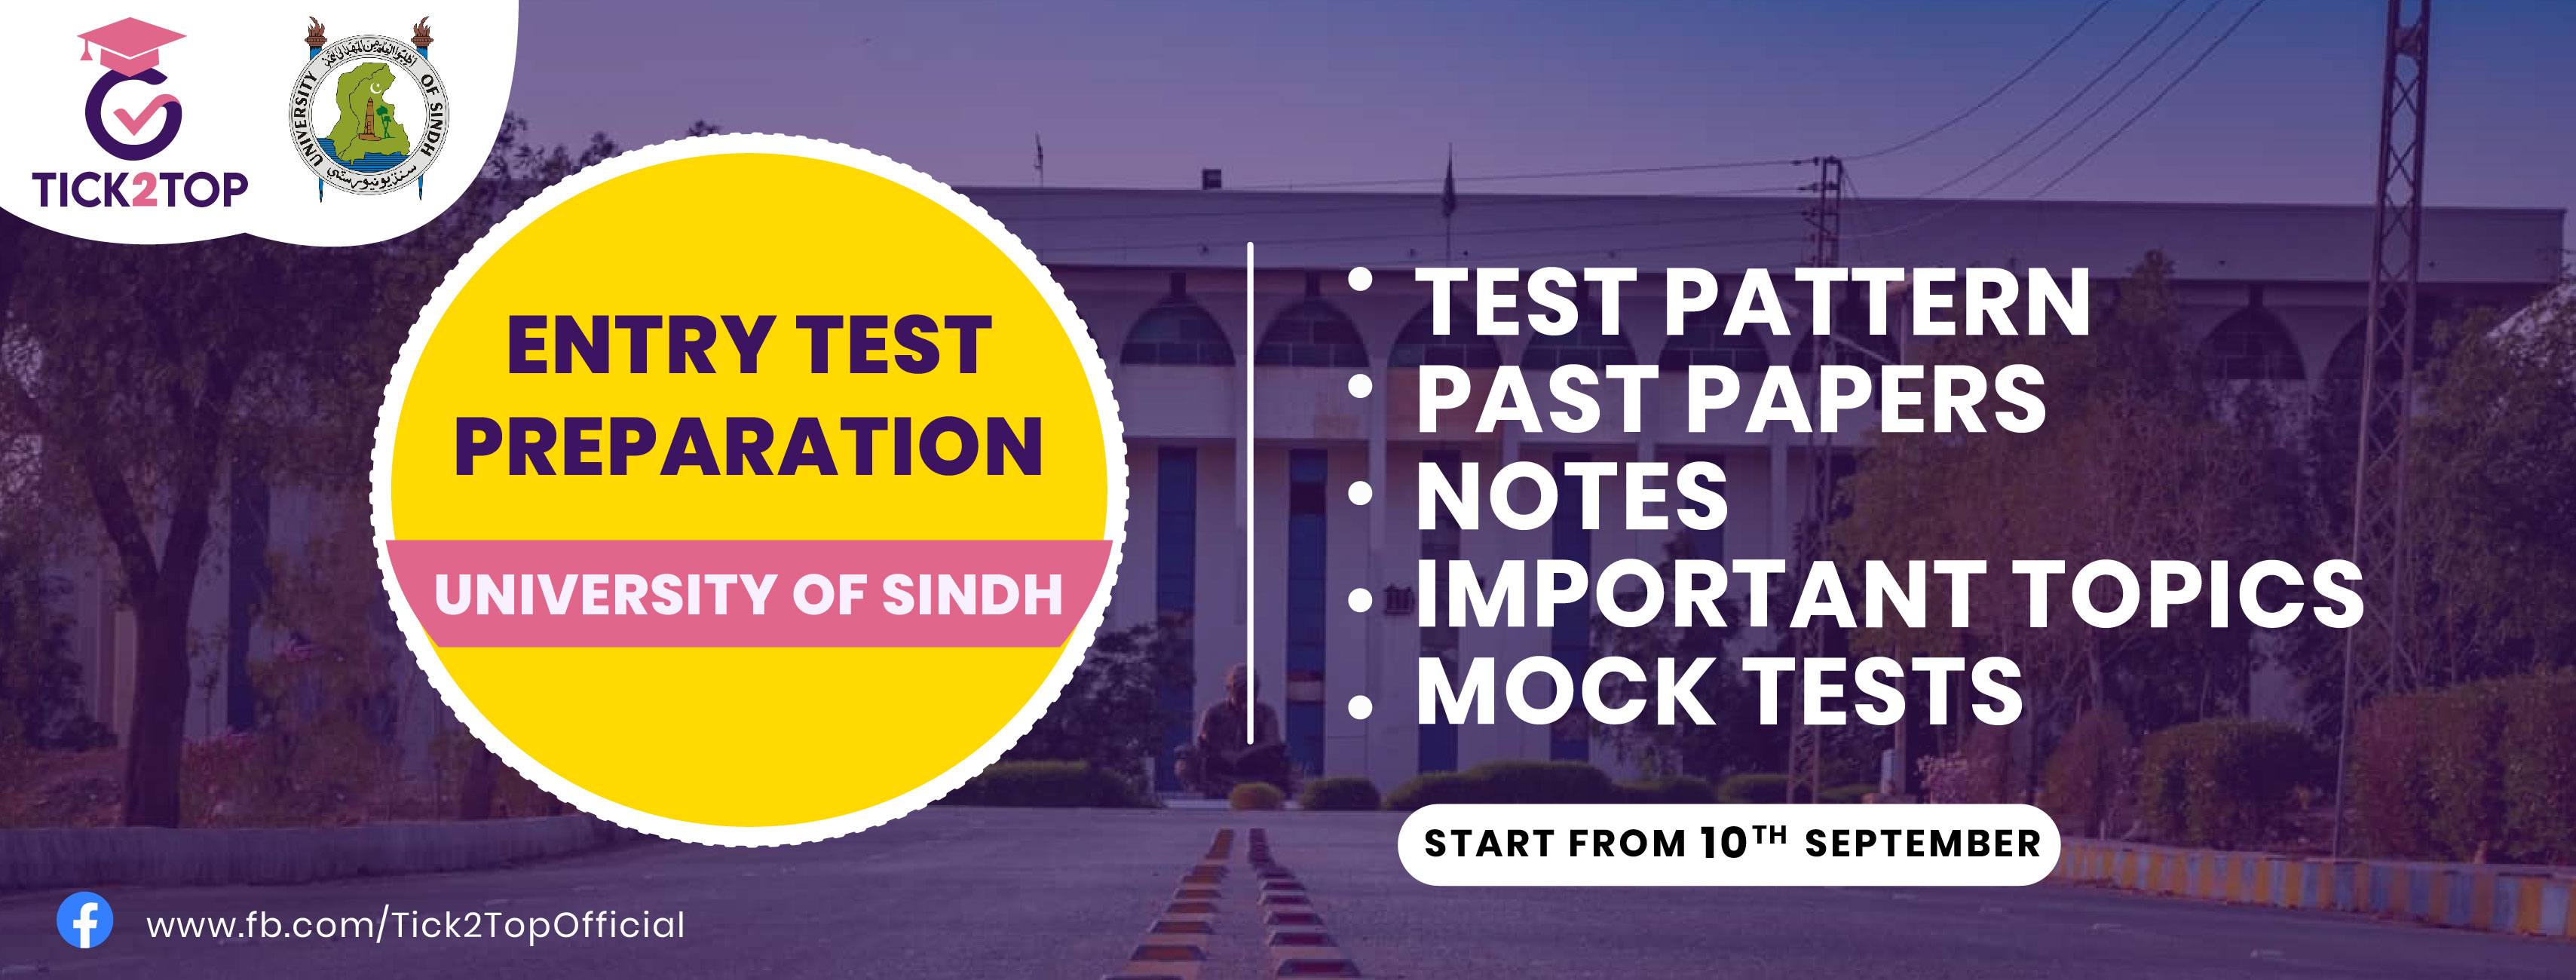 TICK2TOP
UNIVERSITY OF SINDH
ENTRY TEST
PREPARATION
UNIVERSITY OF SINDH
• TEST PATTERN
• PAST PAPERS
• NOTES
• IMPORTANT TOPICS
• MOCK TESTS
START FROM 10TH SEPTEMBER
www.fb.com/Tick2TopOfficial